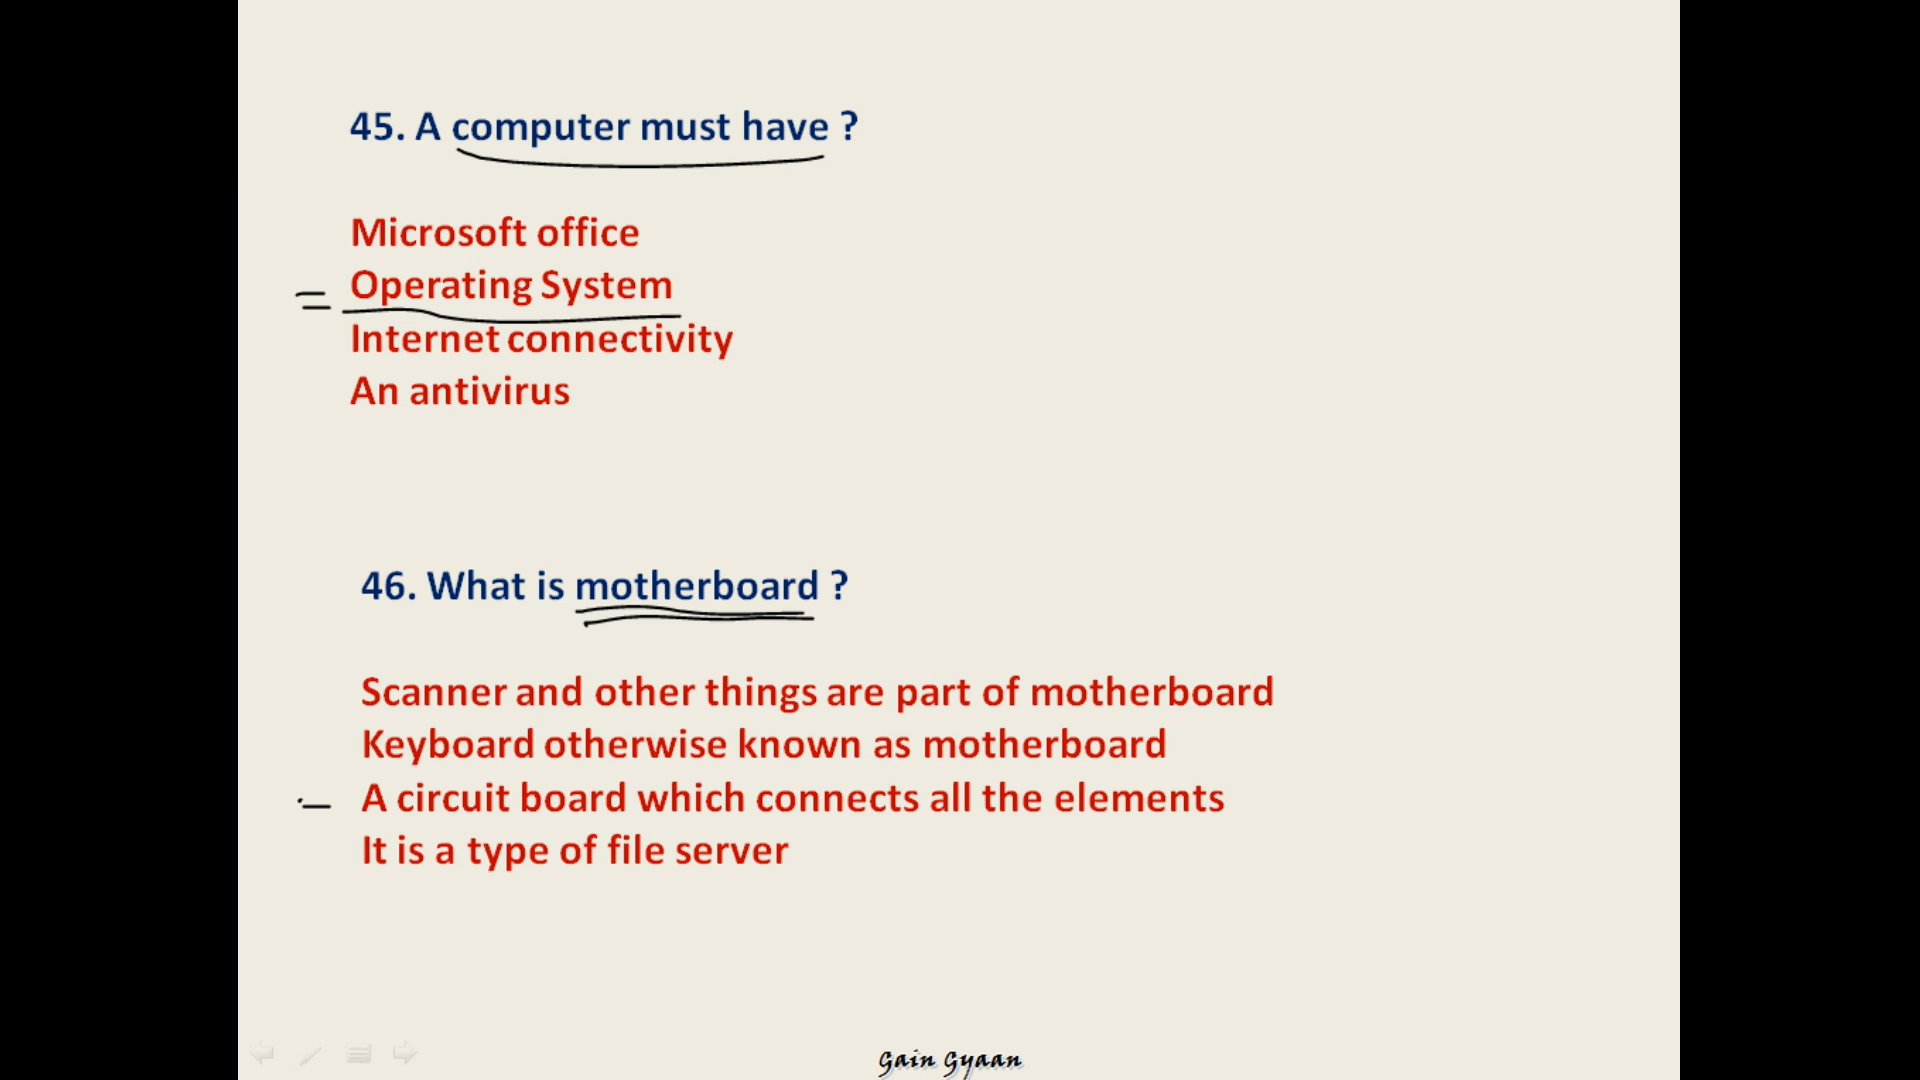 45. A computer must have ?
Microsoft office
Operating System
Internet connectivity
An antivirus
46. What is motherboard ?
Scanner and other things are part of motherboard
Keyboard otherwise known as motherboard
A circuit board which connects all the elements
It is a type of file server
Gain Gyaan